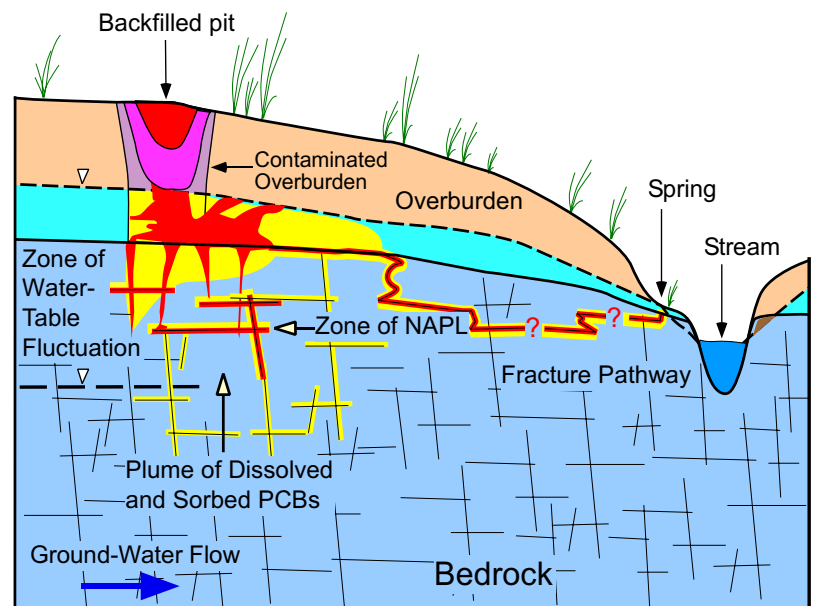 Backfilled pit
Contaminated
Overburden
Overburden
Spring
Stream
Zone of
Water-
Table
Fluctuation
Zone of NAPL
?
?
Fracture Pathway
Plume of Dissolved
and Sorbed PCBs
Ground-Water Flow
Bedrock